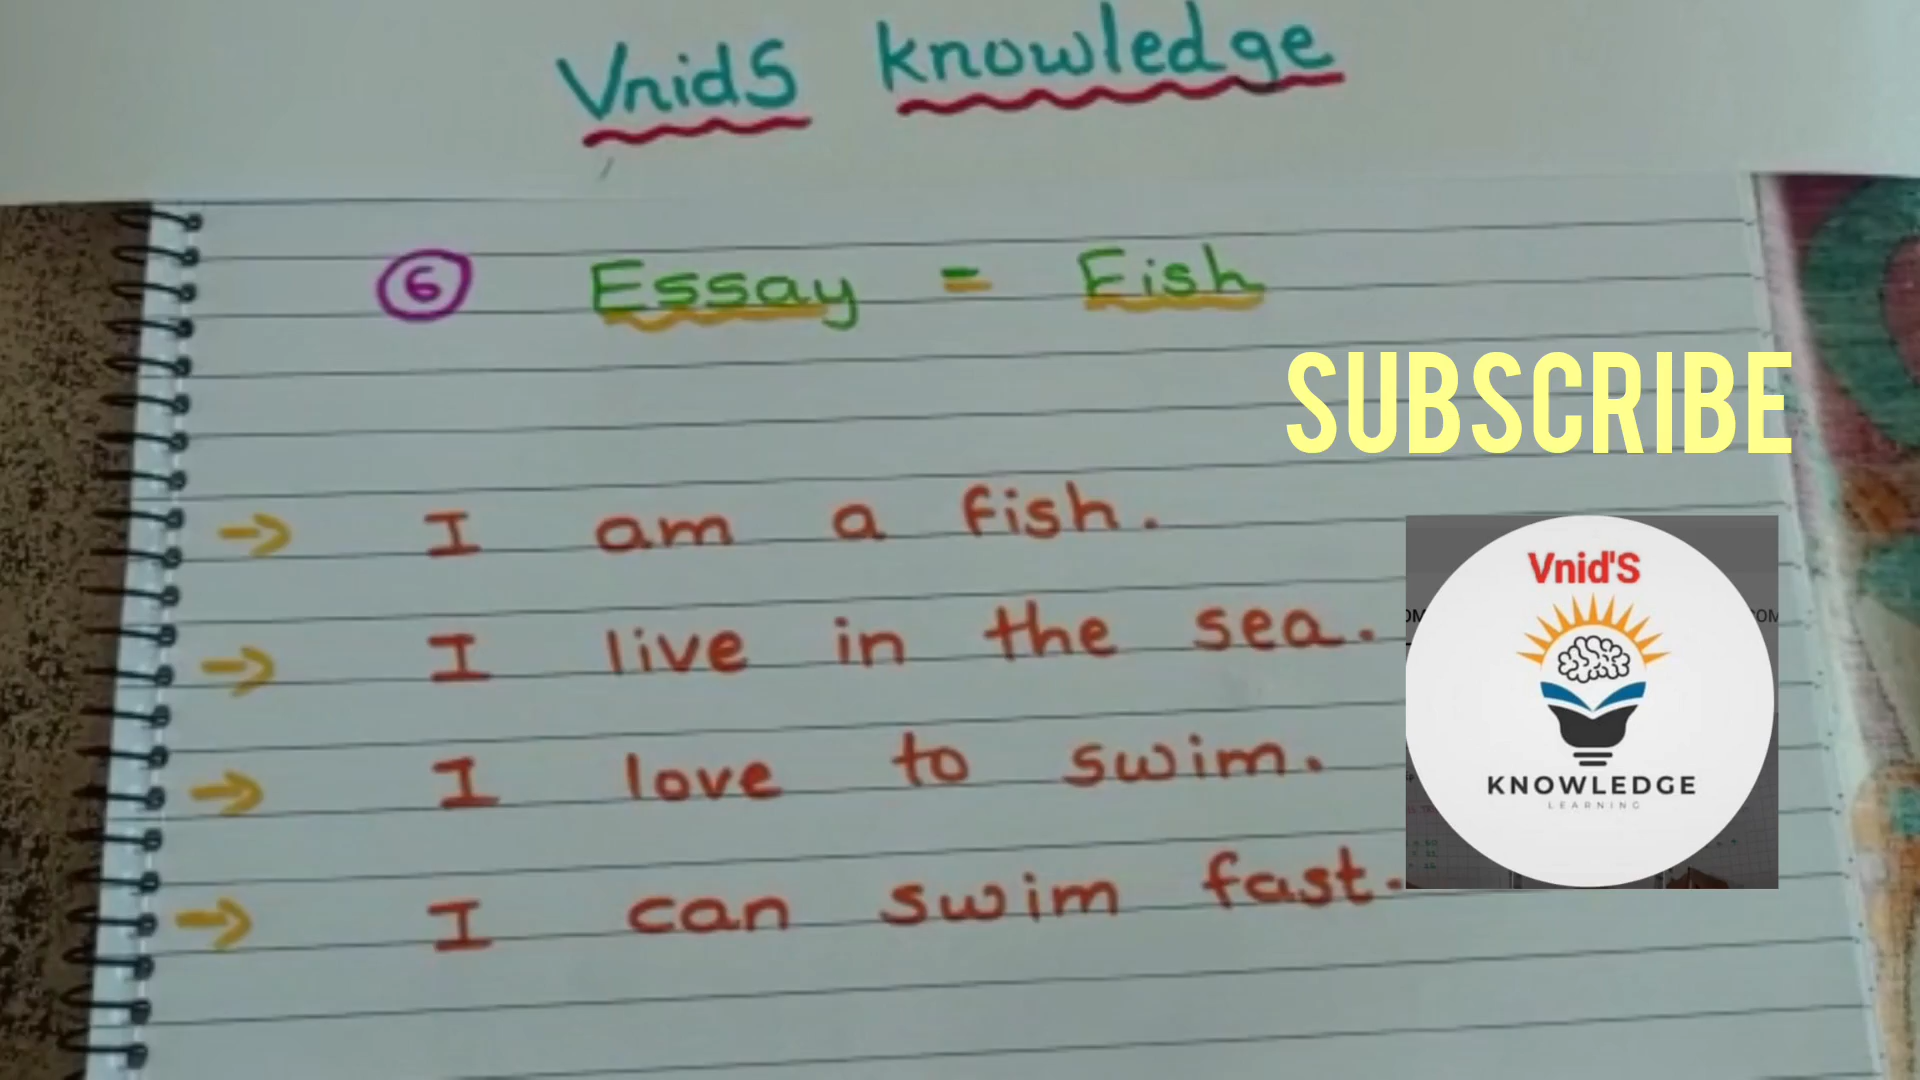 VnidS knowledge
6 Essay = Fish
SUBSCRIBE
→ I am a fish.
→ I live in the sea.
→ I love to swim.
→ I can swim fast.
Vnid'S
KNOWLEDGE
LEARNING